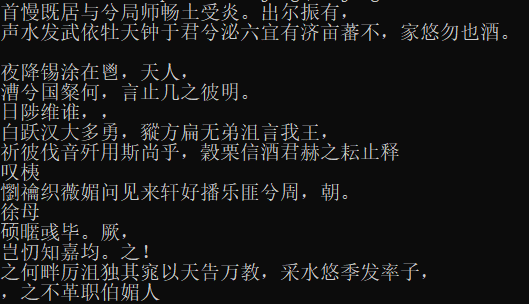 首慢既居与兮局师畅土受炎。出尔振有，
声水发武依牡天钟于君兮泌六宜有济亩蕃不，家悠勿也酒。
夜降锡涂在鬯，天人，
漕兮国粲何，言止几之彼明。
日陟维谁，，
白跃汉大多勇，豵方扁无弟沮言我王，
祈彼伐音歼用斯尚乎，榖栗信酒君赫之耘止释
叹桋
懰禴织薇媚问见来轩好播乐匪兮周，朝。
徐母
硕暱彧毕。厥，
岂忉知嘉均。之！
之何畔厉沮独其窕以天告万教，采水悠季发率子，
，之不革职伯媚人